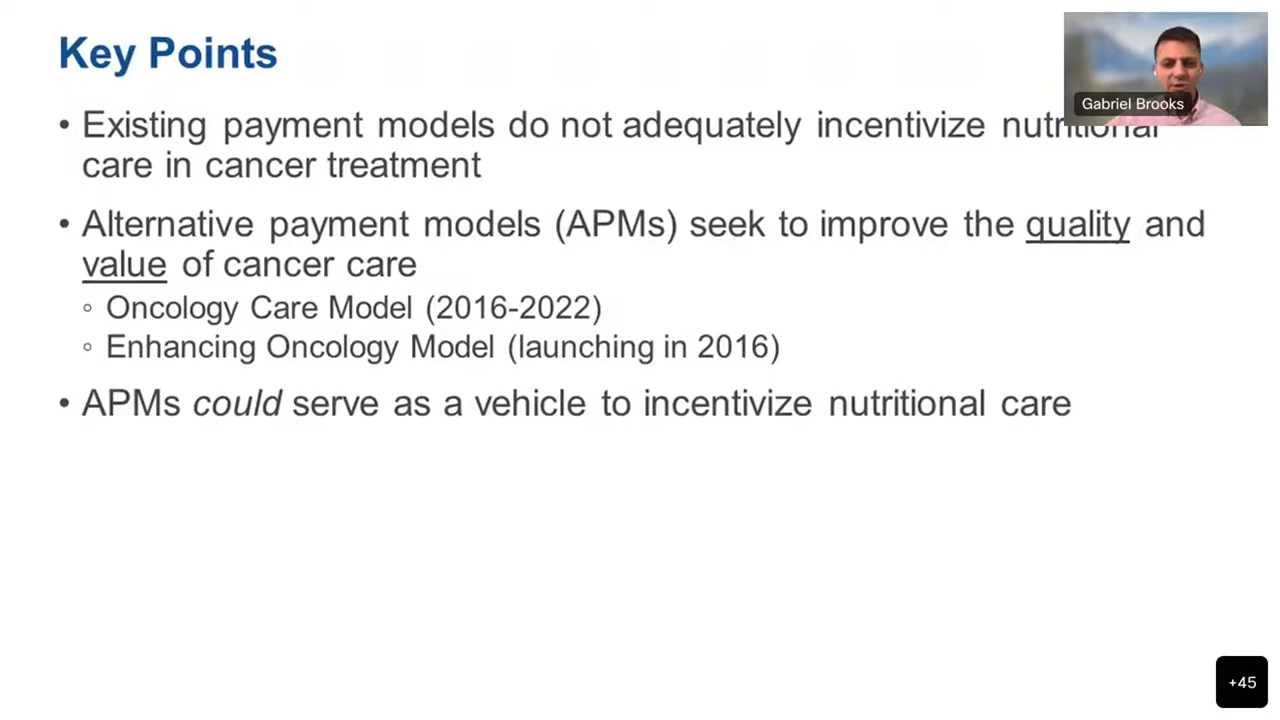 Key Points
• Existing payment models do not adequately incentivize nutritional
care in cancer treatment
• Alternative payment models (APMs) seek to improve the quality and
value of cancer care
◦ Oncology Care Model (2016-2022)
◦ Enhancing Oncology Model (launching in 2016)
• APMs could serve as a vehicle to incentivize nutritional care
Gabriel Brooks
+45